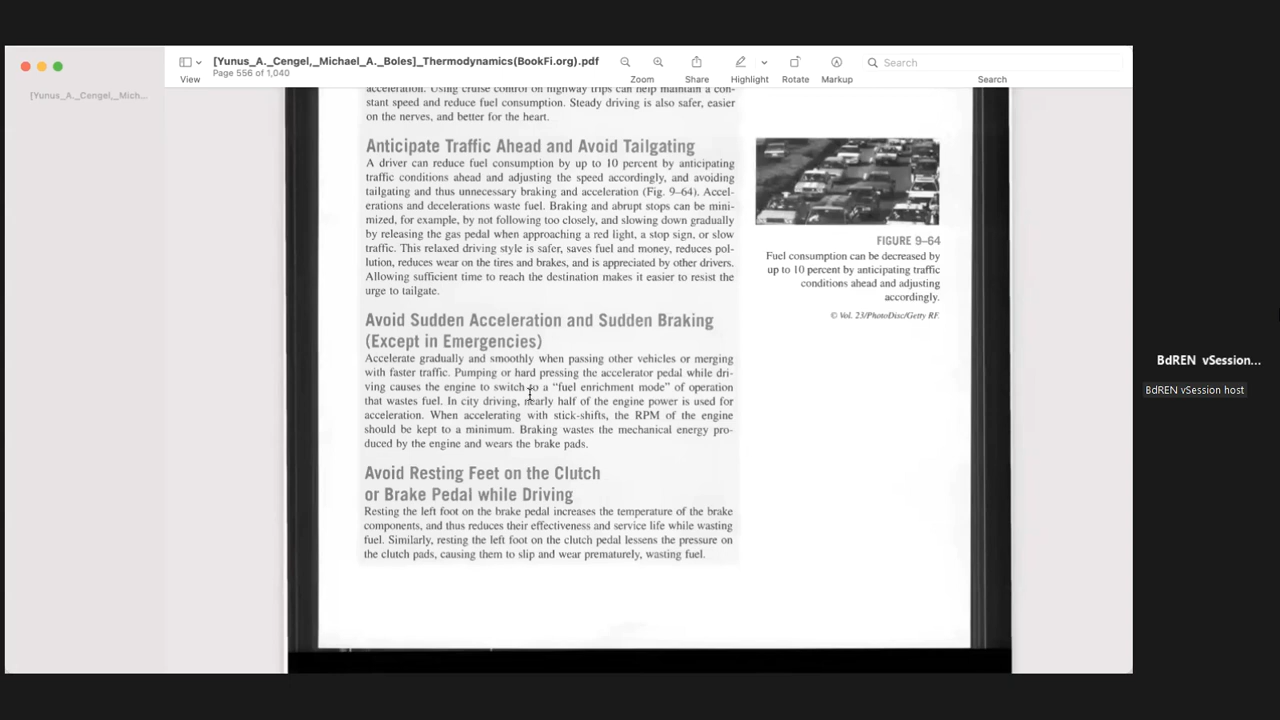 [Yunus_A._Cengel,_Michael_A._Boles]_Thermodynamics(BookFi.org).pdf
Page 556 of 1,040
View
Zoom
Share
Highlight
Rotate
Markup
Search
Search
[Yunus_A._Cengel,_Mich...
acceleration. Using cruise control on highway trips can help maintain a con-
stant speed and reduce fuel consumption. Steady driving is also safer, easier
on the nerves, and better for the heart.
Anticipate Traffic Ahead and Avoid Tailgating
A driver can reduce fuel consumption by up to 10 percent by anticipating
traffic conditions ahead and adjusting the speed accordingly, and avoiding
tailgating and thus unnecessary braking and acceleration (Fig. 9–64). Accel-
erations and decelerations waste fuel. Braking and abrupt stops can be mini-
mized, for example, by not following too closely, and slowing down gradually
by releasing the gas pedal when approaching a red light, a stop sign, or slow
traffic. This relaxed driving style is safer, saves fuel and money, reduces pol-
lution, reduces wear on the tires and brakes, and is appreciated by other drivers.
Allowing sufficient time to reach the destination makes it easier to resist the
urge to tailgate.
Avoid Sudden Acceleration and Sudden Braking
(Except in Emergencies)
Accelerate gradually and smoothly when passing other vehicles or merging
with faster traffic. Pumping or hard pressing the accelerator pedal while dri-
ving causes the engine to switch to a “fuel enrichment mode” of operation
that wastes fuel. In city driving, nearly half of the engine power is used for
acceleration. When accelerating with stick-shifts, the RPM of the engine
should be kept to a minimum. Braking wastes the mechanical energy pro-
duced by the engine and wears the brake pads.
Avoid Resting Feet on the Clutch
or Brake Pedal while Driving
Resting the left foot on the brake pedal increases the temperature of the brake
components, and thus reduces their effectiveness and service life while wasting
fuel. Similarly, resting the left foot on the clutch pedal lessens the pressure on
the clutch pads, causing them to slip and wear prematurely, wasting fuel.
FIGURE 9–64
Fuel consumption can be decreased by
up to 10 percent by anticipating traffic
conditions ahead and adjusting
accordingly.
© Vol. 23/PhotoDisc/Getty RF.
BdREN vSession...
BdREN vSession host